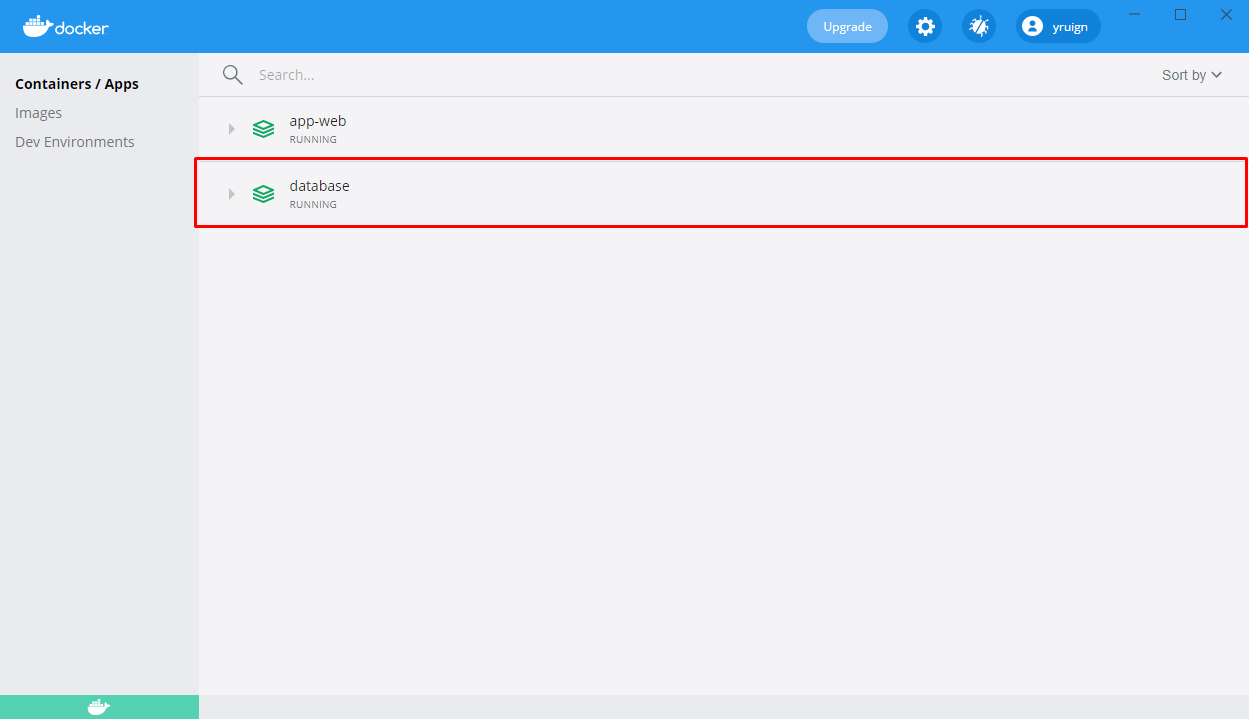 docker
Upgrade
yruign
Containers / Apps
Images
Dev Environments
Search...
Sort by
app-web
RUNNING
database
RUNNING